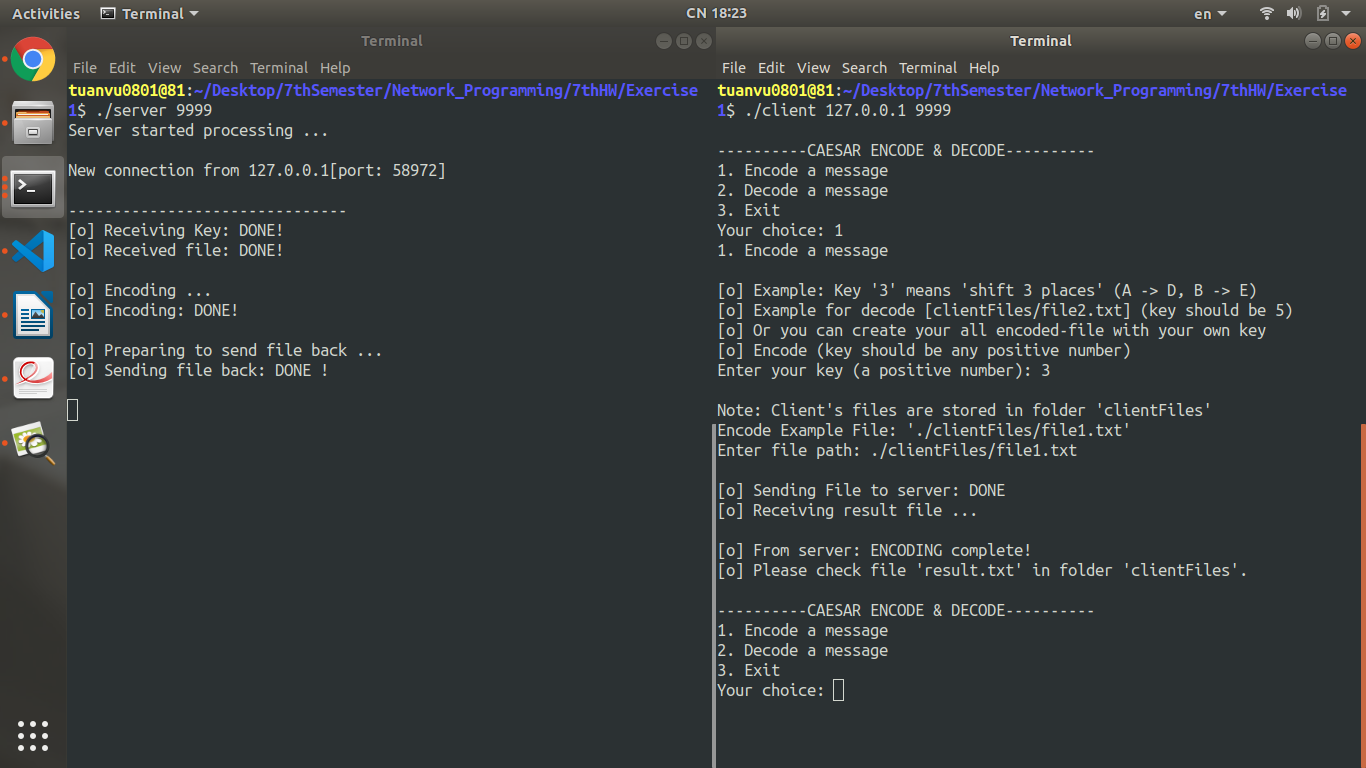 Activities Terminal CN 18:23 en
Terminal
File Edit View Search Terminal Help
tuanvu0801@81:~/Desktop/7thSemester/Network_Programming/7thHW/Exercise
1$ ./server 9999
Server started processing ...
New connection from 127.0.0.1[port: 58972]
-------------------------------
[o] Receiving Key: DONE!
[o] Received file: DONE!
[o] Encoding ...
[o] Encoding: DONE!
[o] Preparing to send file back ...
[o] Sending file back: DONE !
Terminal
File Edit View Search Terminal Help
tuanvu0801@81:~/Desktop/7thSemester/Network_Programming/7thHW/Exercise
1$ ./client 127.0.0.1 9999
----------CAESAR ENCODE & DECODE----------
1. Encode a message
2. Decode a message
3. Exit
Your choice: 1
1. Encode a message
[o] Example: Key '3' means 'shift 3 places' (A -> D, B -> E)
[o] Example for decode [clientFiles/file2.txt] (key should be 5)
[o] Or you can create your all encoded-file with your own key
[o] Encode (key should be any positive number)
Enter your key (a positive number): 3
Note: Client's files are stored in folder 'clientFiles'
Encode Example File: './clientFiles/file1.txt'
Enter file path: ./clientFiles/file1.txt
[o] Sending File to server: DONE
[o] Receiving result file ...
[o] From server: ENCODING complete!
[o] Please check file 'result.txt' in folder 'clientFiles'.
----------CAESAR ENCODE & DECODE----------
1. Encode a message
2. Decode a message
3. Exit
Your choice: